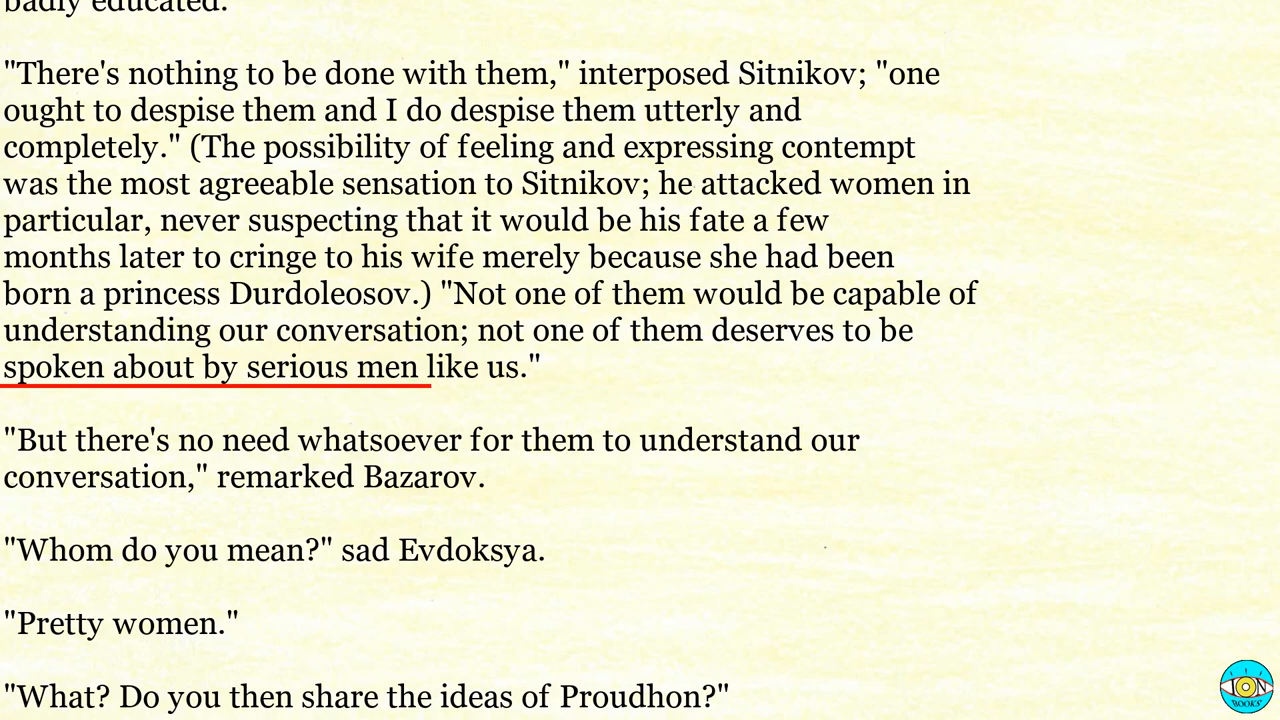 badly educated.
"There's nothing to be done with them," interposed Sitnikov; "one
ought to despise them and I do despise them utterly and
completely." (The possibility of feeling and expressing contempt
was the most agreeable sensation to Sitnikov; he attacked women in
particular, never suspecting that it would be his fate a few
months later to cringe to his wife merely because she had been
born a princess Durdoleosov.) "Not one of them would be capable of
understanding our conversation; not one of them deserves to be
spoken about by serious men like us."
"But there's no need whatsoever for them to understand our
conversation," remarked Bazarov.
"Whom do you mean?" sad Evdoksya.
"Pretty women."
"What? Do you then share the ideas of Proudhon?"
ION
BOOKS